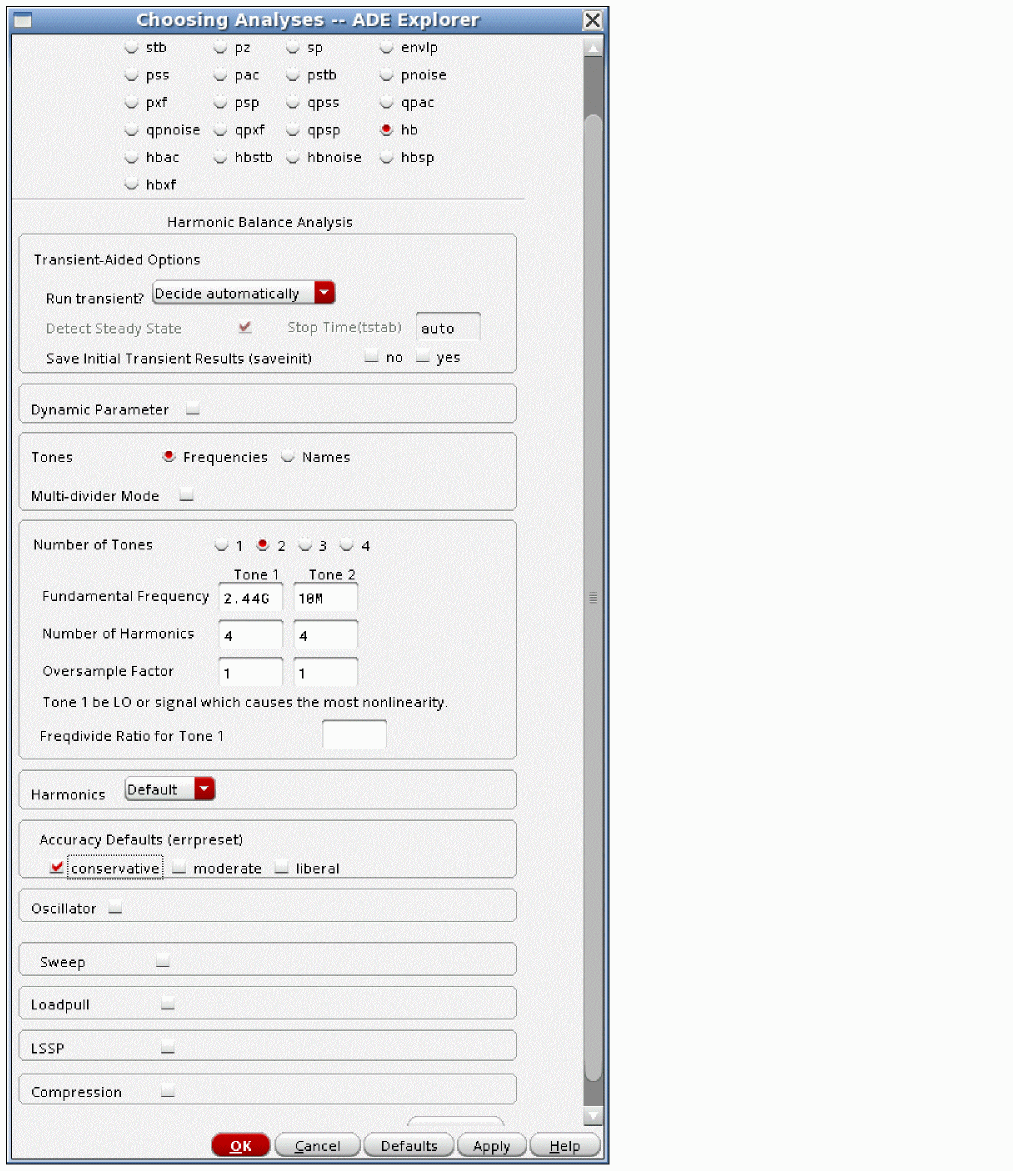 Choosing Analyses -- ADE Explorer
stb pz sp envlp
pss pac pstb pnoise
pxf psp qpss qpac
qpnoise qpxf qpsp hb
hbac hbstb hbnoise hbsp
hbxf
Harmonic Balance Analysis
Transient-Aided Options
Run transient? Decide automatically
Detect Steady State Stop Time(tstab) auto
Save Initial Transient Results (saveinit) no yes
Dynamic Parameter
Tones Frequencies Names
Multi-divider Mode
Number of Tones 1 2 3 4
Tone 1 Tone 2
Fundamental Frequency 2.44G 10M
Number of Harmonics 4 4
Oversample Factor 1 1
Tone 1 be LO or signal which causes the most nonlinearity.
Freqdivide Ratio for Tone 1
Harmonics Default
Accuracy Defaults (errpreset)
conservative moderate liberal
Oscillator
Sweep
Loadpull
LSSP
Compression
OK Cancel Defaults Apply Help